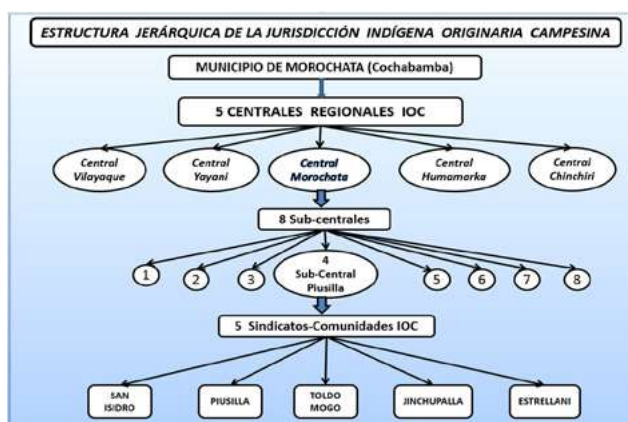 ESTRUCTURA JERÁRQUICA DE LA JURISDICCIÓN INDÍGENA ORIGINARIA CAMPESINA
MUNICIPIO DE MOROCHATA (Cochabamba)
5 CENTRALES REGIONALES IOC
Central
Vilayaque
Central
Yayani
Central
Morochata
Central
Humamarka
Central
Chinchiri
8 Sub-centrales
1
2
3
4
Sub-Central
Piusilla
5
6
7
8
5 Sindicatos-Comunidades IOC
SAN
ISIDRO
PIUSILLA
TOLDO
MOGO
JINCHUPALLA
ESTRELLANI